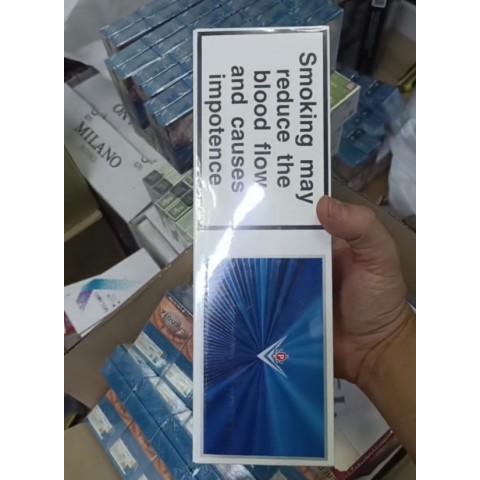 Smoking may
reduce the
blood flow
and causes
impotence
MILANO
P